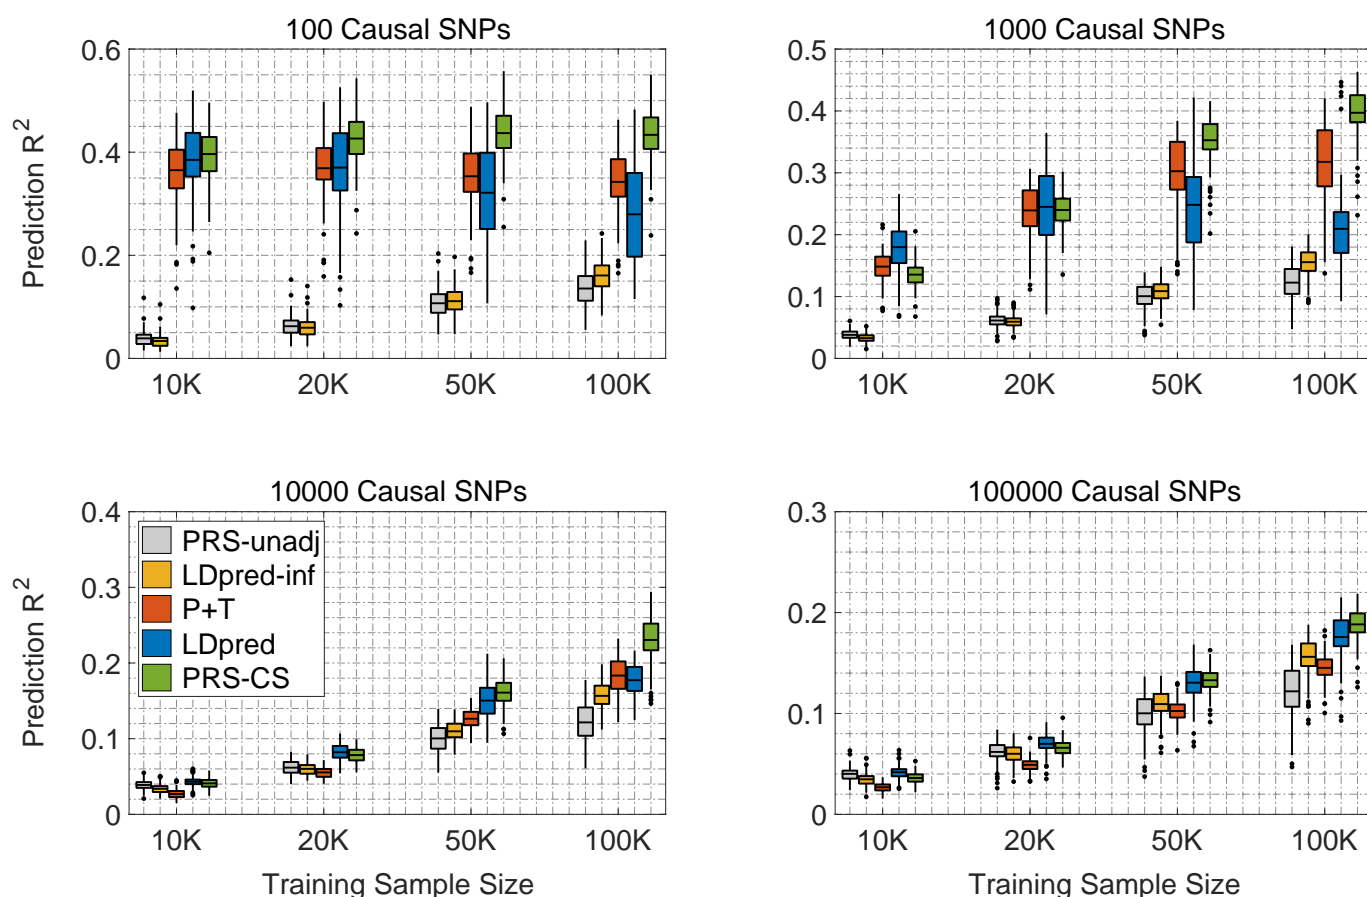 100 Causal SNPs
0.6
0.4
0.2
0
Prediction R²
10K 20K 50K 100K
1000 Causal SNPs
0.5
0.4
0.3
0.2
0.1
0
10K 20K 50K 100K
10000 Causal SNPs
0.4
0.3
0.2
0.1
0
Prediction R²
PRS-unadj
LDpred-inf
P+T
LDpred
PRS-CS
10K 20K 50K 100K
Training Sample Size
100000 Causal SNPs
0.3
0.2
0.1
0
10K 20K 50K 100K
Training Sample Size